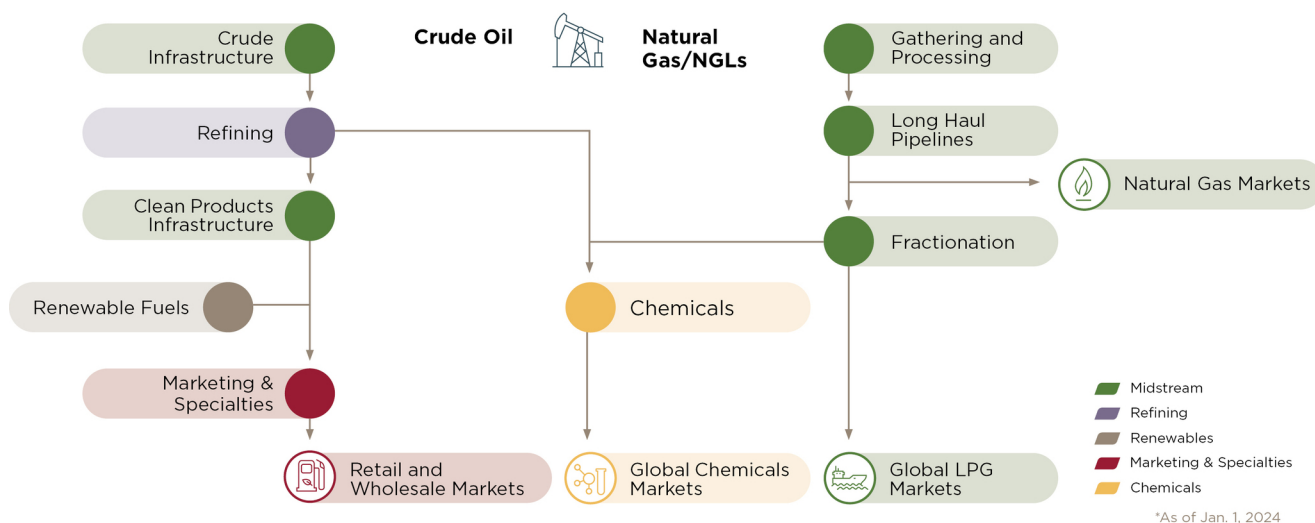 Crude Oil
Natural
Gas/NGLs
Crude
Infrastructure
Refining
Clean Products
Infrastructure
Renewable Fuels
Marketing &
Specialties
Retail and
Wholesale Markets
Chemicals
Global Chemicals
Markets
Gathering and
Processing
Long Haul
Pipelines
Natural Gas Markets
Fractionation
Global LPG
Markets
Midstream
Refining
Renewables
Marketing & Specialties
Chemicals
*As of Jan. 1, 2024